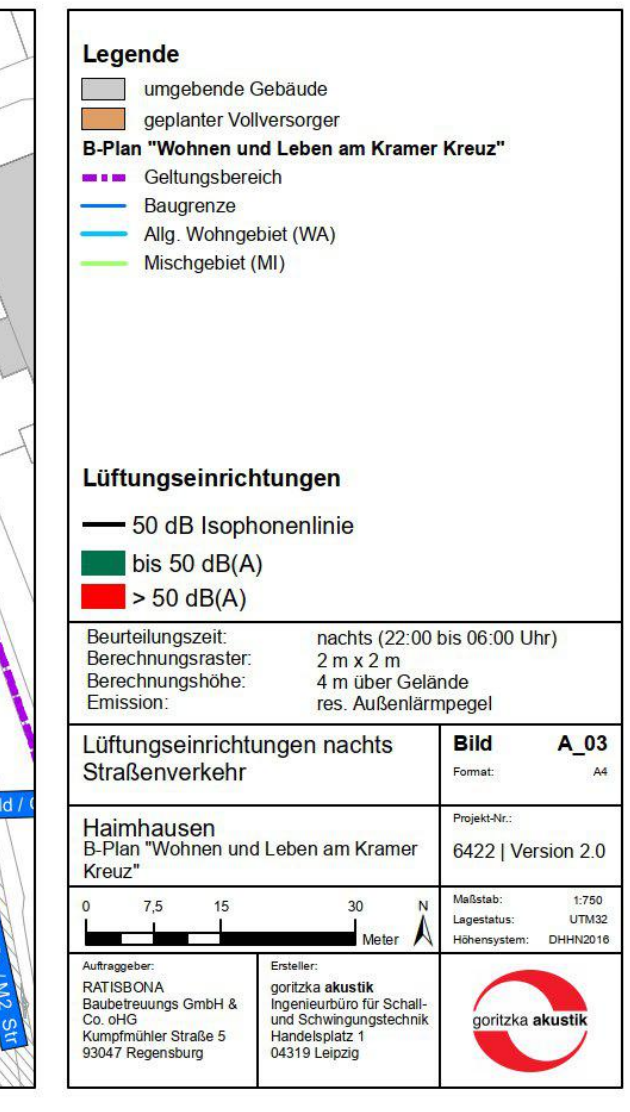 Legende
umgebende Gebäude
geplanter Vollversorger
B-Plan "Wohnen und Leben am Kramer Kreuz"
Geltungsbereich
Baugrenze
Allg. Wohngebiet (WA)
Mischgebiet (MI)
Lüftungseinrichtungen
50 dB Isophonenlinie
bis 50 dB(A)
> 50 dB(A)
Beurteilungszeit: nachts (22:00 bis 06:00 Uhr)
Berechnungsraster: 2 m x 2 m
Berechnungshöhe: 4 m über Gelände
Emission: res. Außenlärmpegel
Lüftungseinrichtungen nachts
Straßenverkehr
Bild A_03
Format: A4
Haimhausen
B-Plan "Wohnen und Leben am Kramer
Kreuz"
Projekt-Nr.:
6422 | Version 2.0
0 7,5 15 30 N
Meter
Maßstab: 1:750
Lagestatus: UTM32
Höhensystem: DHHN2016
Auftraggeber:
RATISBONA
Baubetreuungs GmbH &
Co. oHG
Kumpfmühler Straße 5
93047 Regensburg
Ersteller:
goritzka akustik
Ingenieurbüro für Schall-
und Schwingungstechnik
Handelsplatz 1
04319 Leipzig
goritzka akustik
ld /
/ M2 Str